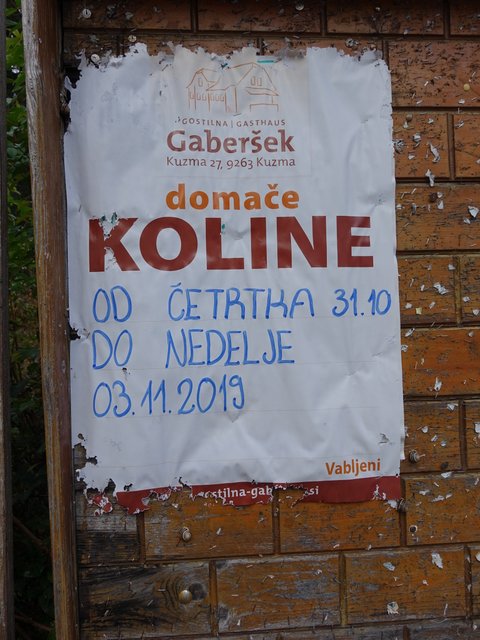 GOSTILNA | GASTHAUS
Gaberšek
Kuzma 27, 9263 Kuzma
domače
KOLINE
OD ČETRTKA 31.10
DO NEDELJE
03.11.2019
Vabljeni